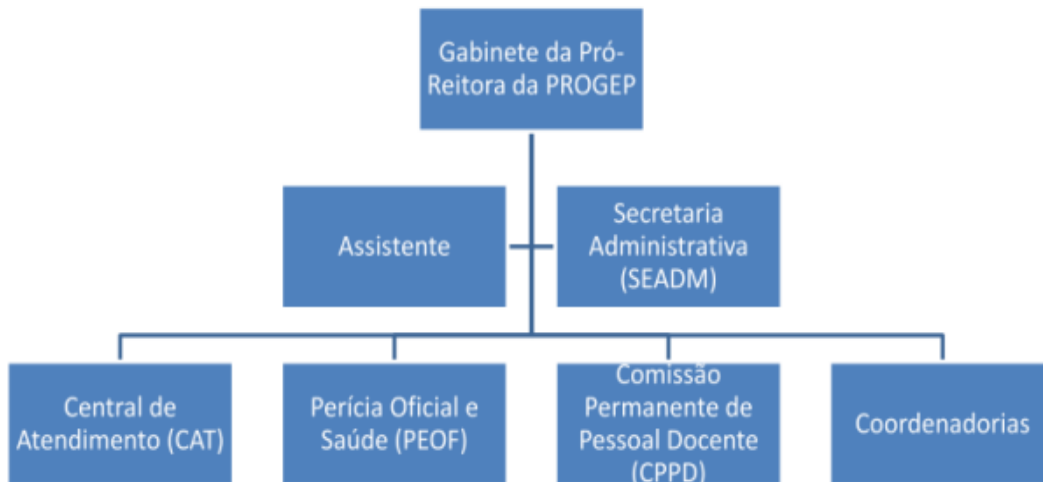 Gabinete da Pró-
Reitora da PROGEP
Assistente
Secretaria
Administrativa
(SEADM)
Central de
Atendimento (CAT)
Perícia Oficial e
Saúde (PEOF)
Comissão
Permanente de
Pessoal Docente
(CPPD)
Coordenadorias